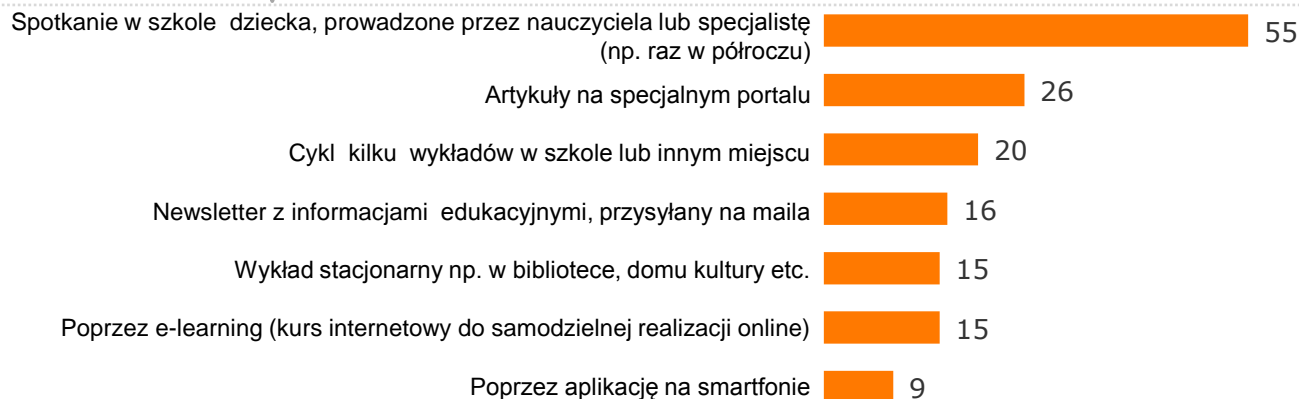 Spotkanie w szkole dziecka, prowadzone przez nauczyciela lub specjalistę
(np. raz w półroczu)
55
Artykuły na specjalnym portalu
26
Cykl kilku wykładów w szkole lub innym miejscu
20
Newsletter z informacjami edukacyjnymi, przysyłany na maila
16
Wykład stacjonarny np. w bibliotece, domu kultury etc.
15
Poprzez e-learning (kurs internetowy do samodzielnej realizacji online)
15
Poprzez aplikację na smartfonie
9